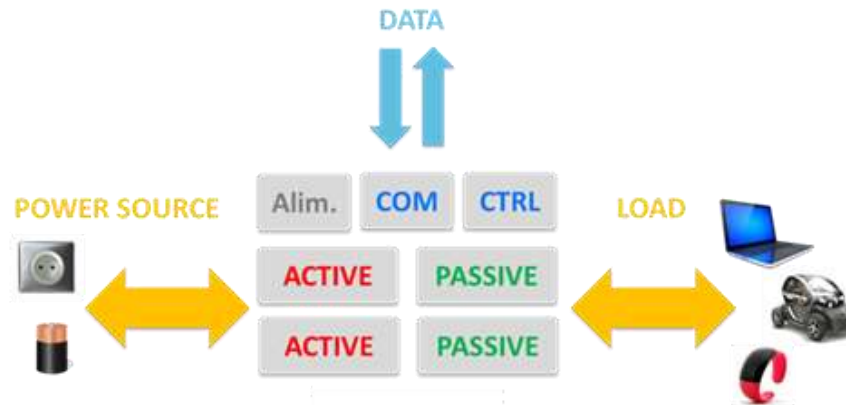 DATA
Alim. COM CTRL
POWER SOURCE
LOAD
ACTIVE PASSIVE
ACTIVE PASSIVE